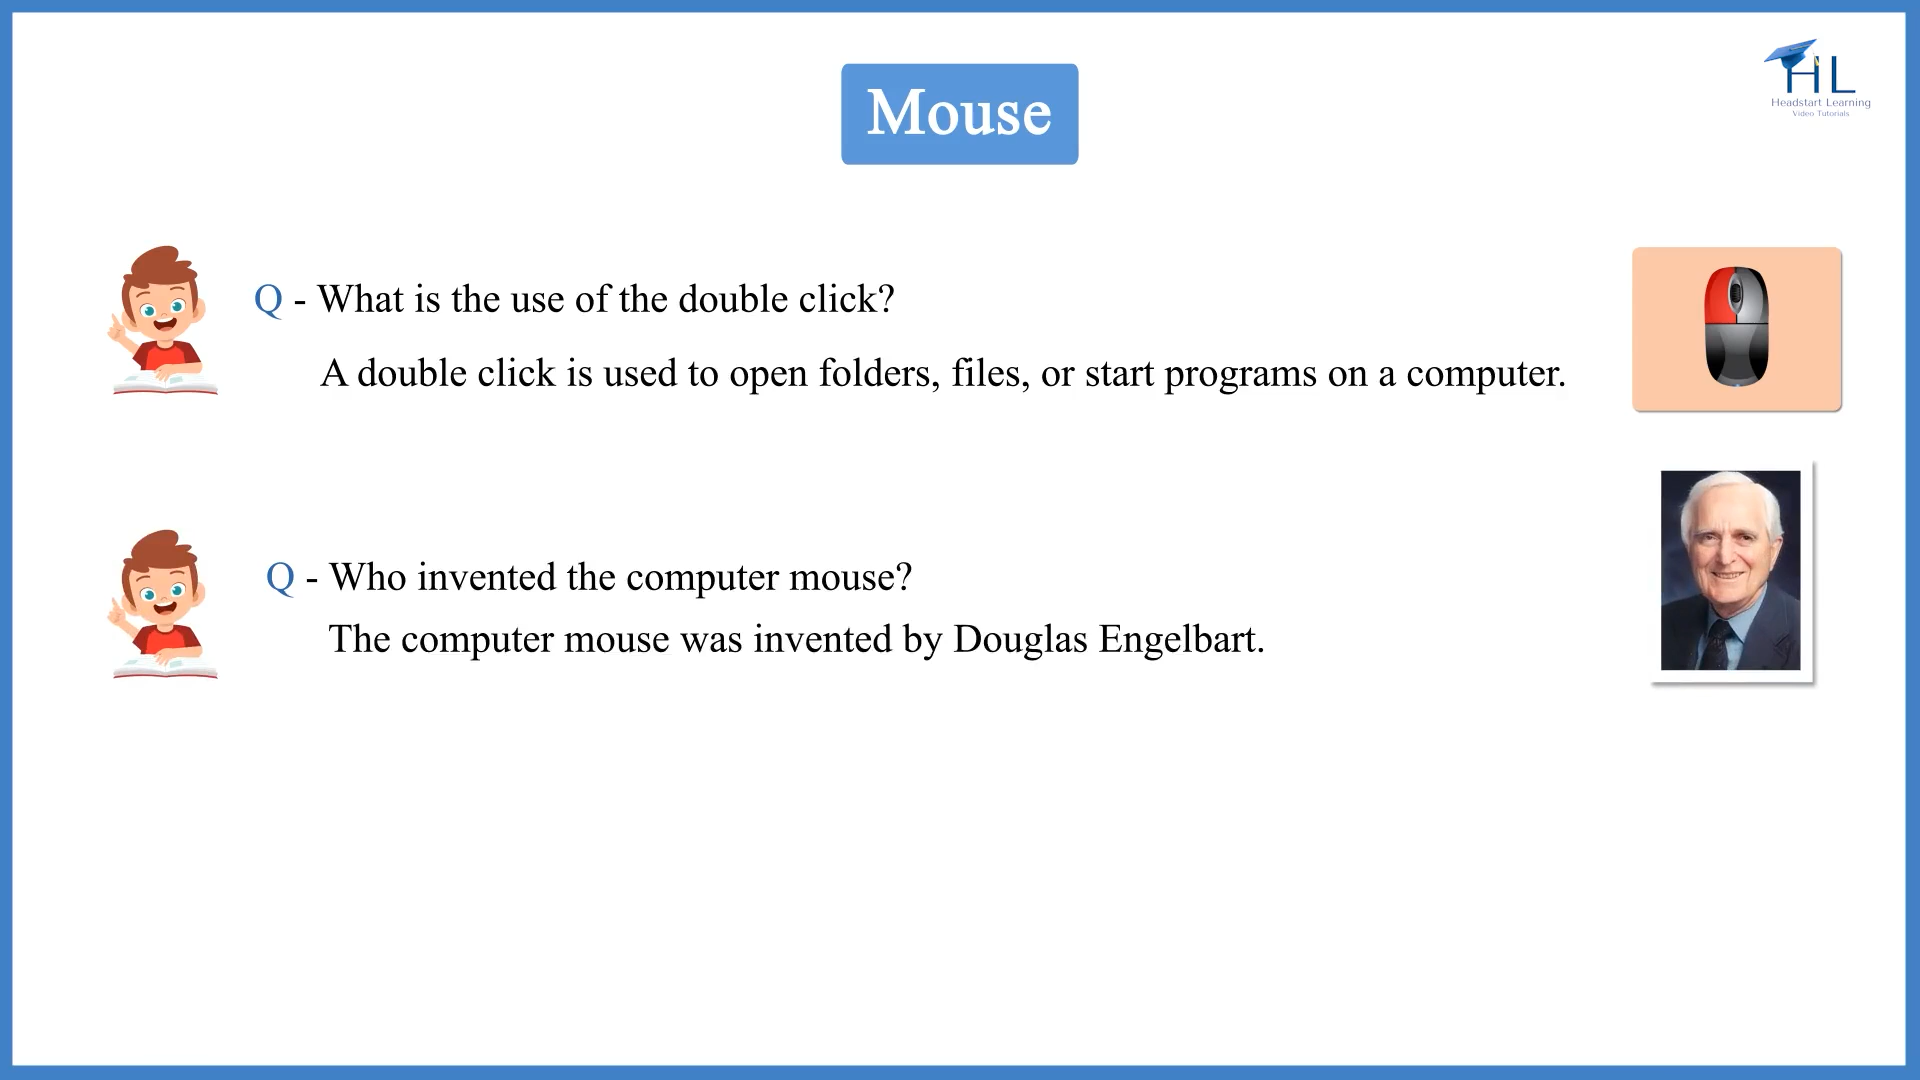 Mouse
HL
Headstart Learning
Video Tutorials
Q - What is the use of the double click?
A double click is used to open folders, files, or start programs on a computer.
Q - Who invented the computer mouse?
The computer mouse was invented by Douglas Engelbart.